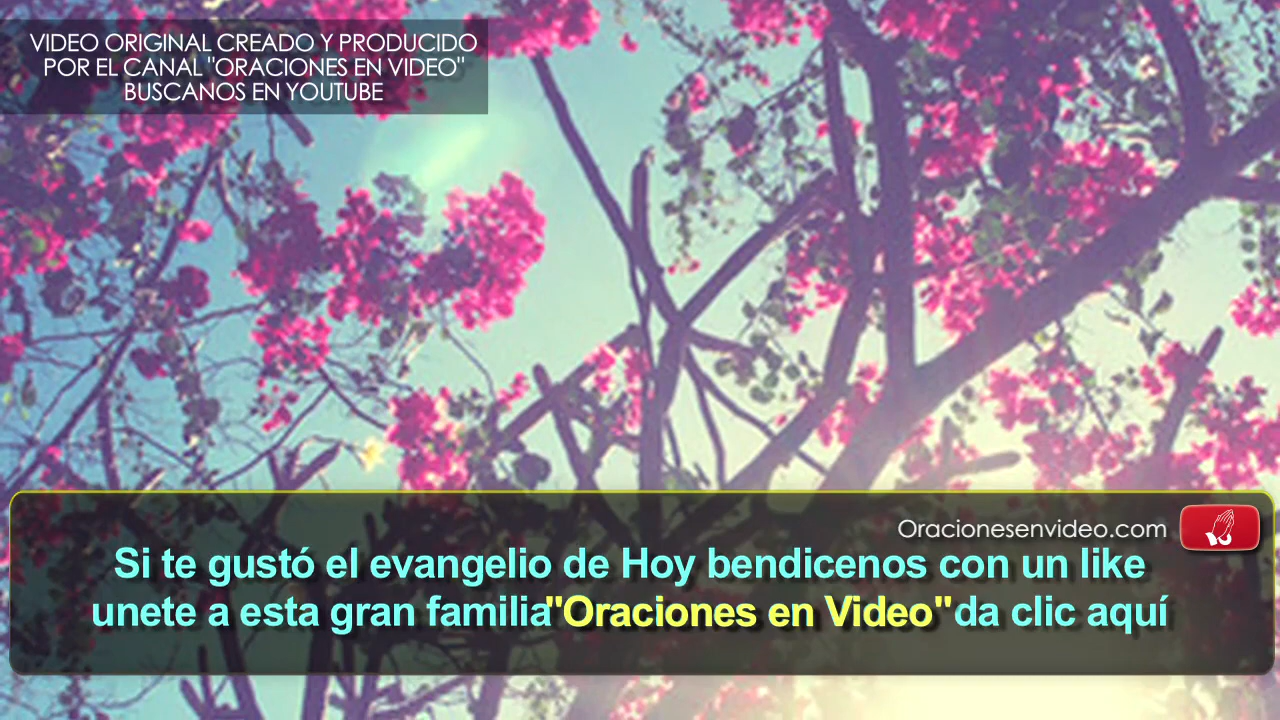 VIDEO ORIGINAL CREADO Y PRODUCIDO
POR EL CANAL "ORACIONES EN VIDEO"
BUSCANOS EN YOUTUBE
Oracionesenvideo.com
Si te gustó el evangelio de Hoy bendicenos con un like
unete a esta gran familia"Oraciones en Video"da clic aquí